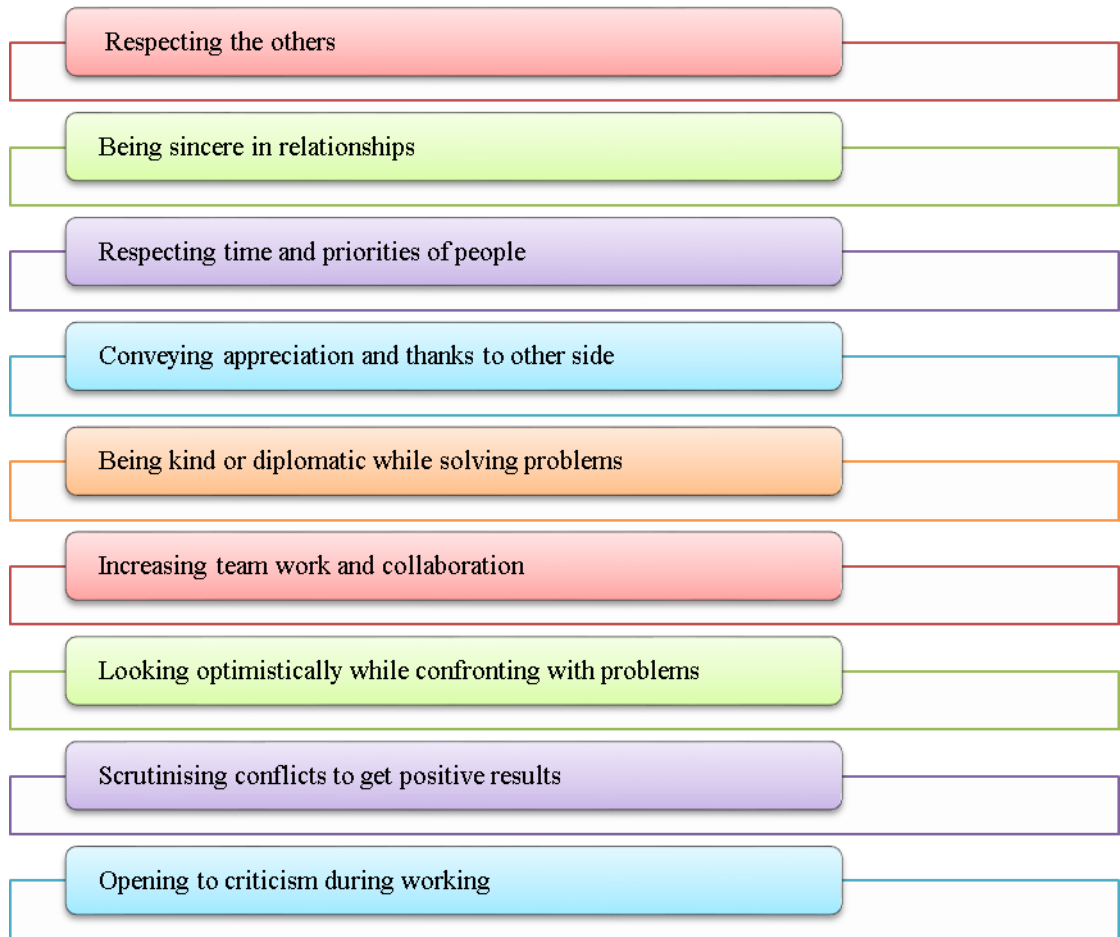 Respecting the others
Being sincere in relationships
Respecting time and priorities of people
Conveying appreciation and thanks to other side
Being kind or diplomatic while solving problems
Increasing team work and collaboration
Looking optimistically while confronting with problems
Scrutinising conflicts to get positive results
Opening to criticism during working